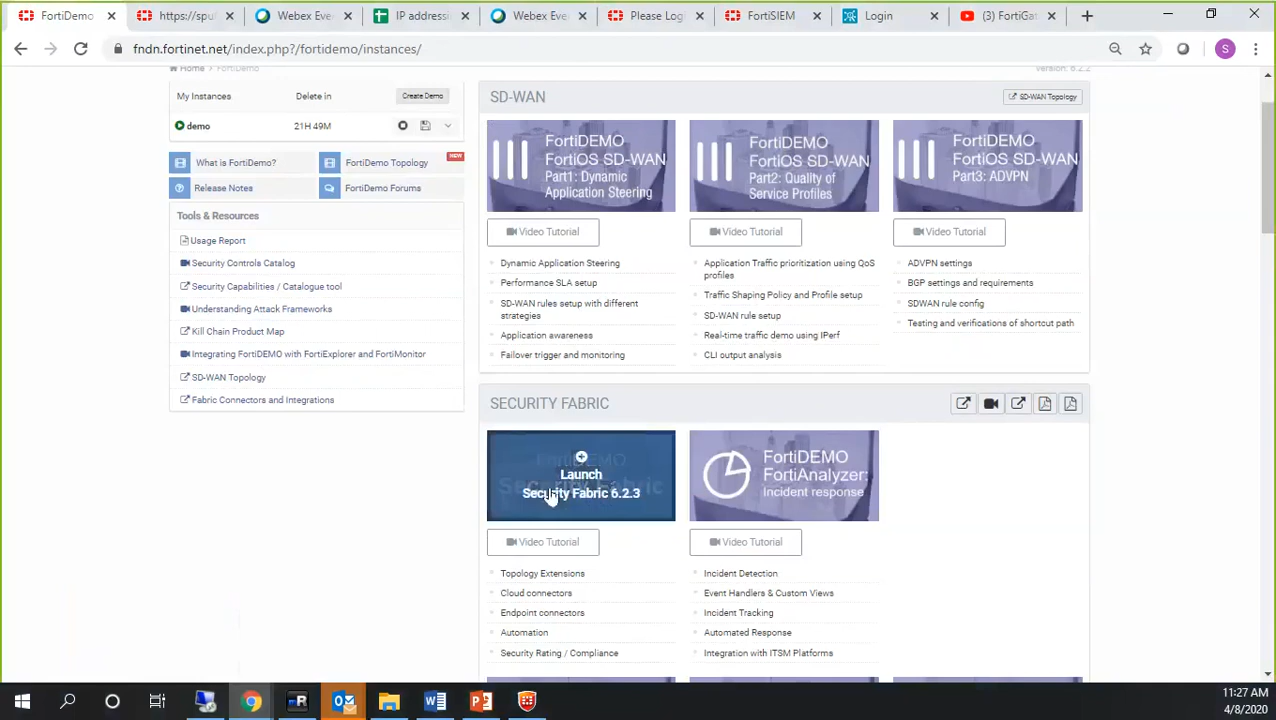 FortiDemo
https://spu
Webex Eve
IP addressi
Webex Eve
Please Log
FortiSIEM
Login
(3) FortiGat
fndn.fortinet.net/index.php?/fortidemo/instances/
S
Home > FortiDemo
Version: 6.2.2
My Instances
Delete in
Create Demo
demo
21H 49M
What is FortiDemo?
FortiDemo Topology
NEW
Release Notes
FortiDemo Forums
Tools & Resources
Usage Report
Security Controls Catalog
Security Capabilities / Catalogue tool
Understanding Attack Frameworks
Kill Chain Product Map
Integrating FortiDEMO with FortiExplorer and FortiMonitor
SD-WAN Topology
Fabric Connectors and Integrations
SD-WAN
SD-WAN Topology
FortiDEMO
FortiOS SD-WAN
Part1: Dynamic
Application Steering
Video Tutorial
Dynamic Application Steering
Performance SLA setup
SD-WAN rules setup with different
strategies
Application awareness
Failover trigger and monitoring
FortiDEMO
FortiOS SD-WAN
Part2: Quality of
Service Profiles
Video Tutorial
Application Traffic prioritization using QoS
profiles
Traffic Shaping Policy and Profile setup
SD-WAN rule setup
Real-time traffic demo using IPerf
CLI output analysis
FortiDEMO
FortiOS SD-WAN
Part3: ADVPN
Video Tutorial
ADVPN settings
BGP settings and requirements
SDWAN rule config
Testing and verifications of shortcut path
SECURITY FABRIC
Launch
Security Fabric 6.2.3
Video Tutorial
Topology Extensions
Cloud connectors
Endpoint connectors
Automation
Security Rating / Compliance
FortiDEMO
FortiAnalyzer:
Incident response
Video Tutorial
Incident Detection
Event Handlers & Custom Views
Incident Tracking
Automated Response
Integration with ITSM Platforms
11:27 AM
4/8/2020